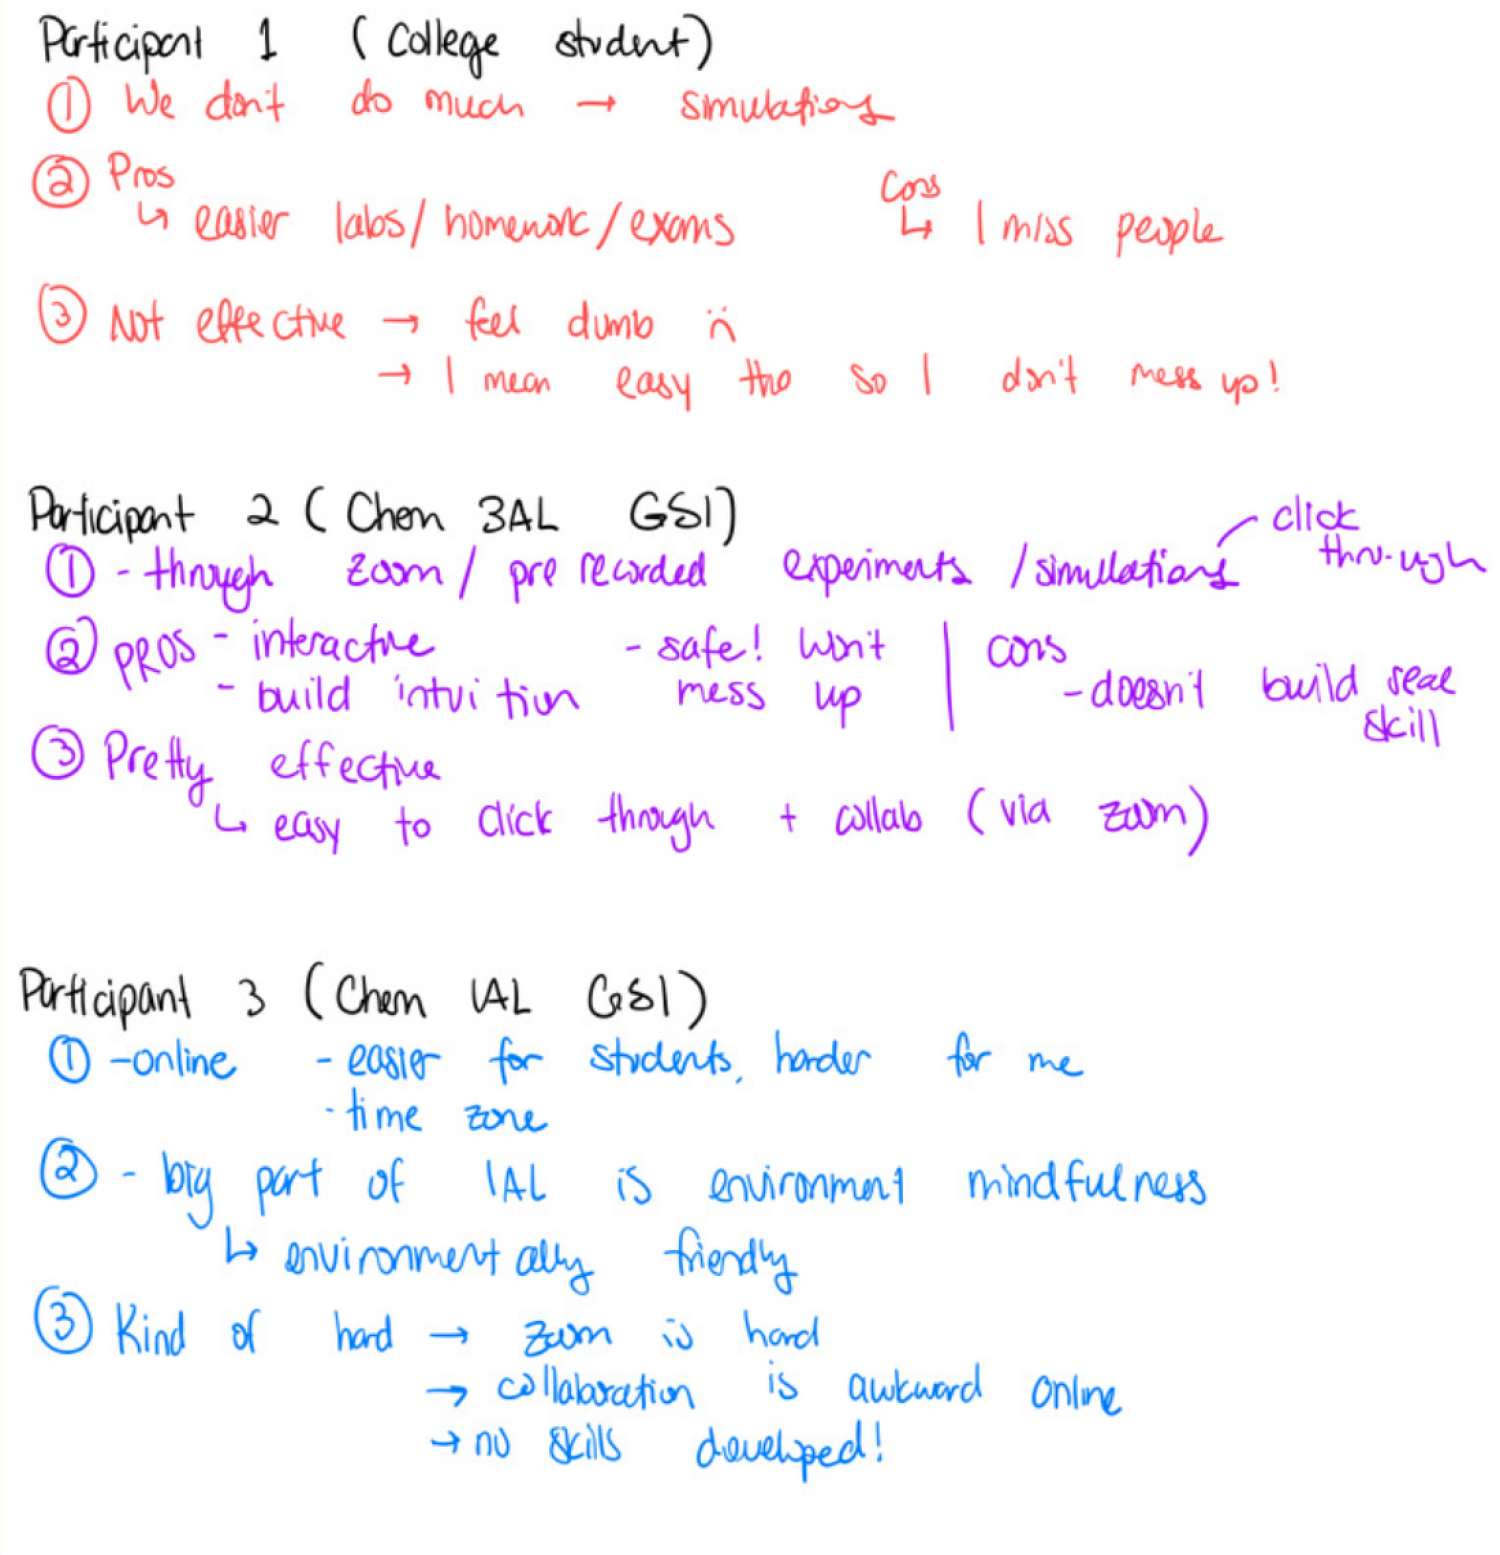 Participant 1 (College student)
① We don't do much → simulations
② Pros
↳ easier labs/homework/exams
Cons
↳ I miss people
③ Not effective → feel dumb :(
→ I mean easy tho so I don't mess up!
Participant 2 (Chem 3AL GSI)
① - through zoom / pre recorded experiments /simullations
click
thro-ugh
② PROS - interactive
- build intuition
- safe! Won't
mess up
cons
- doesn't build real
skill
③ Pretty effective
↳ easy to click through + collab (via zoom)
Participant 3 (Chem 1AL GSI)
① -online - easier for students, harder for me
- time zone
② - big part of 1AL is environment mindfulness
↳ environmentally friendly
③ Kind of hard → zoom is hard
→ collaboration is awkward online
→ no skills developed!